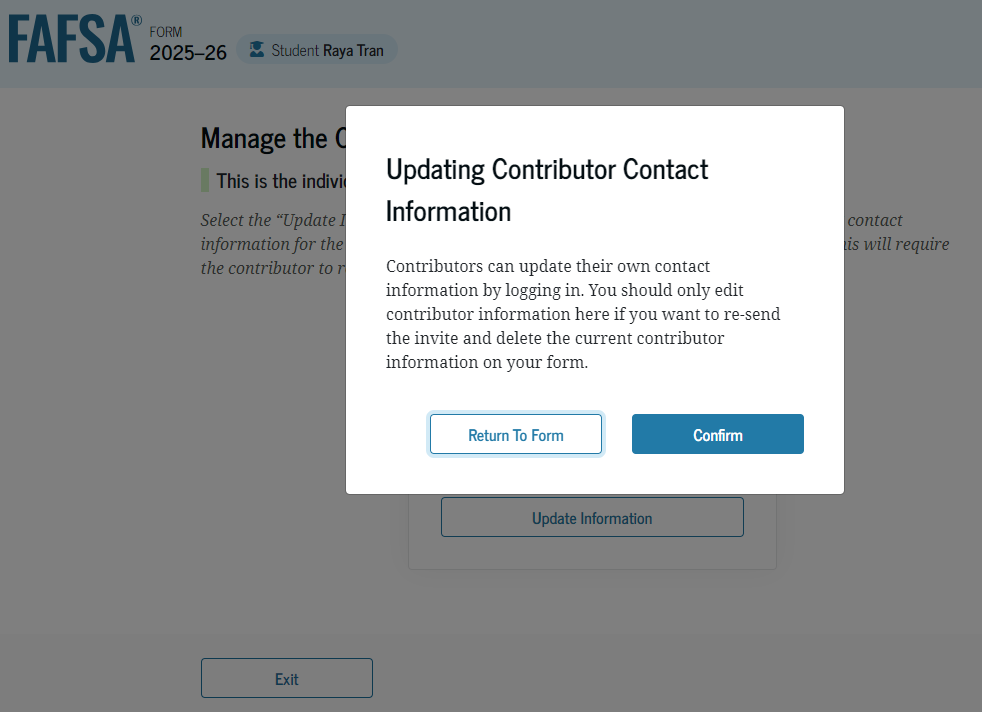 FAFSA®
FORM
2025–26
Student Raya Tran
Manage the
This is the
Select the “Update
contact
information for the
will require
the contributor to
Updating Contributor Contact
Information
Contributors can update their own contact
information by logging in. You should only edit
contributor information here if you want to re-send
the invite and delete the current contributor
information on your form.
Return To Form
Confirm
Update Information
Exit